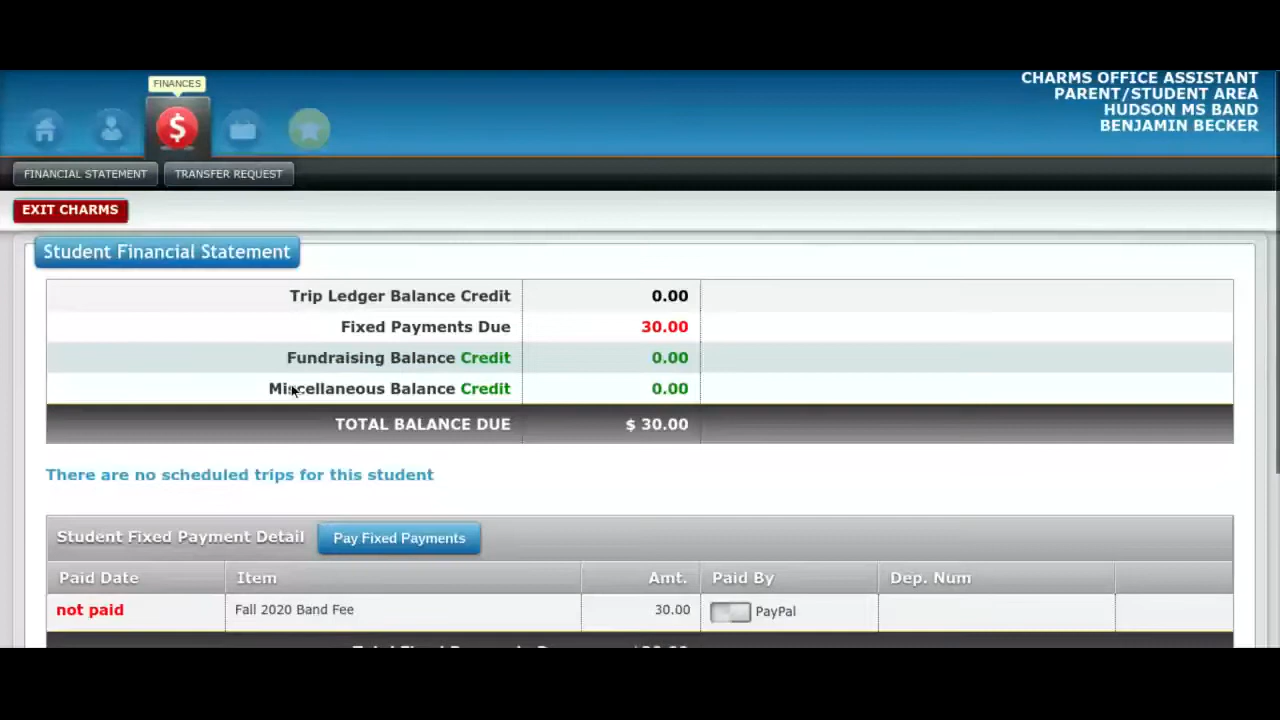 FINANCES
CHARMS OFFICE ASSISTANT
PARENT/STUDENT AREA
HUDSON MS BAND
BENJAMIN BECKER
FINANCIAL STATEMENT TRANSFER REQUEST
EXIT CHARMS
Student Financial Statement
Trip Ledger Balance Credit 0.00
Fixed Payments Due 30.00
Fundraising Balance Credit 0.00
Miscellaneous Balance Credit 0.00
TOTAL BALANCE DUE $ 30.00
There are no scheduled trips for this student
Student Fixed Payment Detail Pay Fixed Payments
Paid Date Item Amt. Paid By Dep. Num
not paid Fall 2020 Band Fee 30.00 PayPal